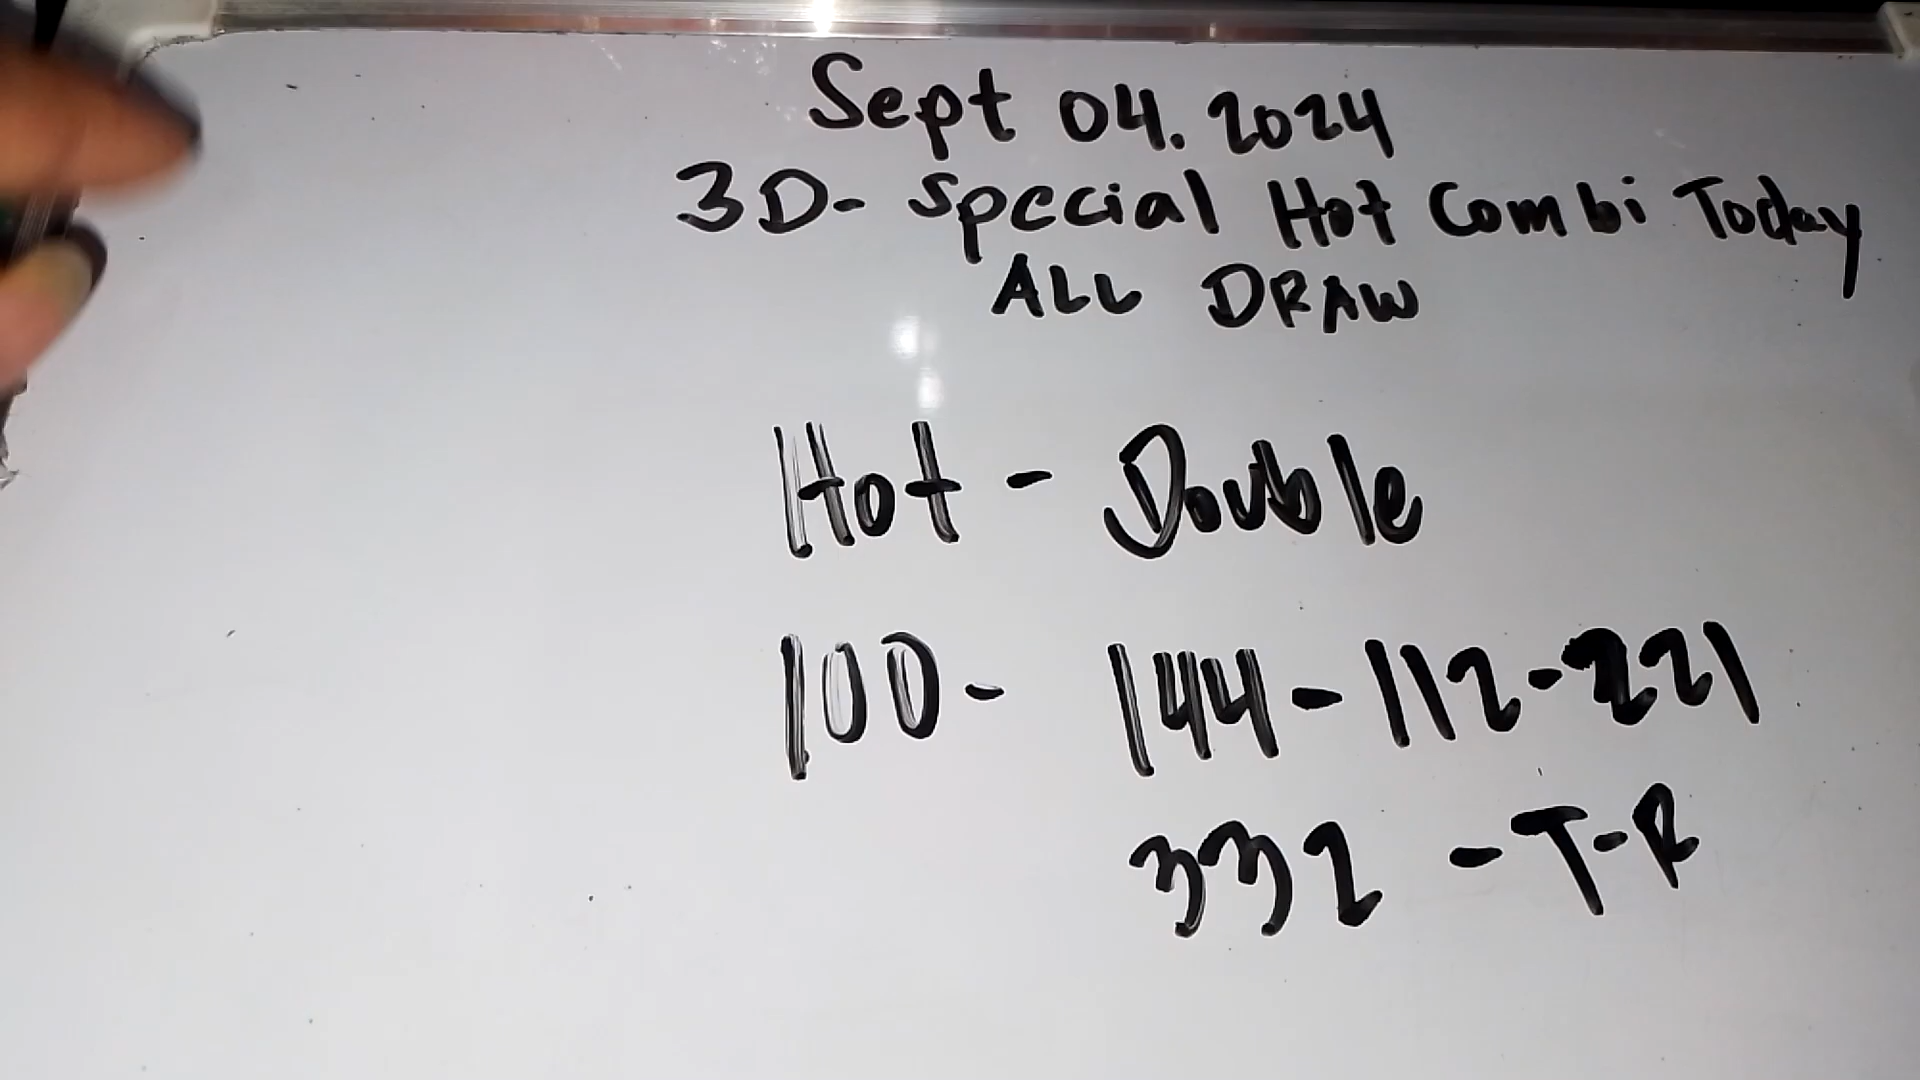 Sept 04. 2024
3D- Special Hot Combi Today
ALL DRAW
Hot - Double
100- 144-112-221
332 -T-R